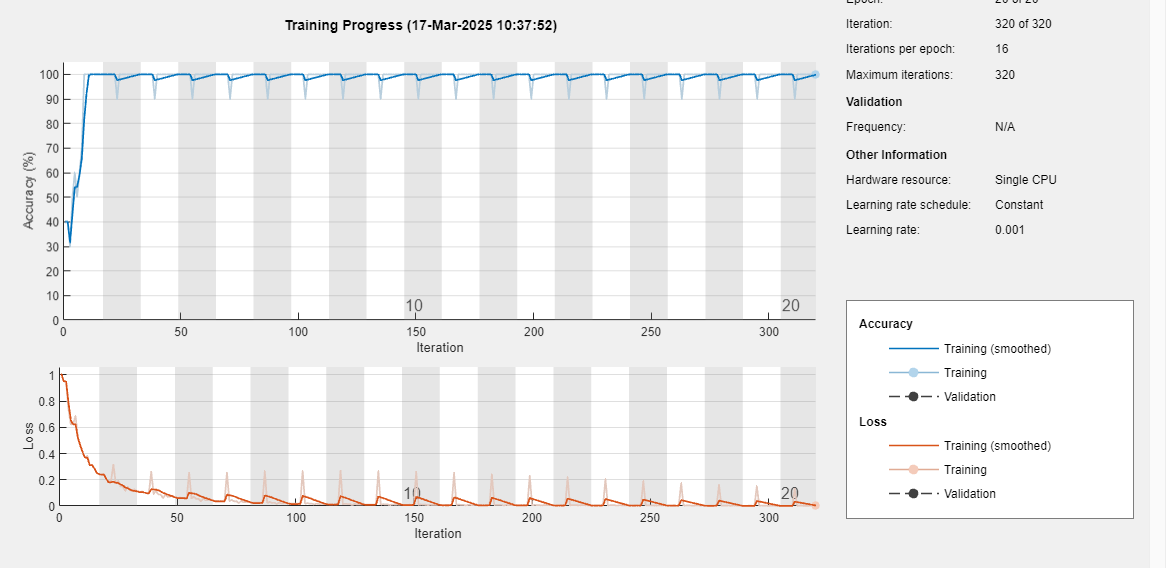 Training Progress (17-Mar-2025 10:37:52)
100
90
80
70
60
50
40
30
20
10
0
Accuracy (%)
10
20
0 50 100 150 200 250 300
Iteration
1
0.8
0.6
0.4
0.2
0
Loss
10
20
0 50 100 150 200 250 300
Iteration
Epoch: 20 of 20
Iteration: 320 of 320
Iterations per epoch: 16
Maximum iterations: 320
Validation
Frequency: N/A
Other Information
Hardware resource: Single CPU
Learning rate schedule: Constant
Learning rate: 0.001
Accuracy
Training (smoothed)
Training
Validation
Loss
Training (smoothed)
Training
Validation